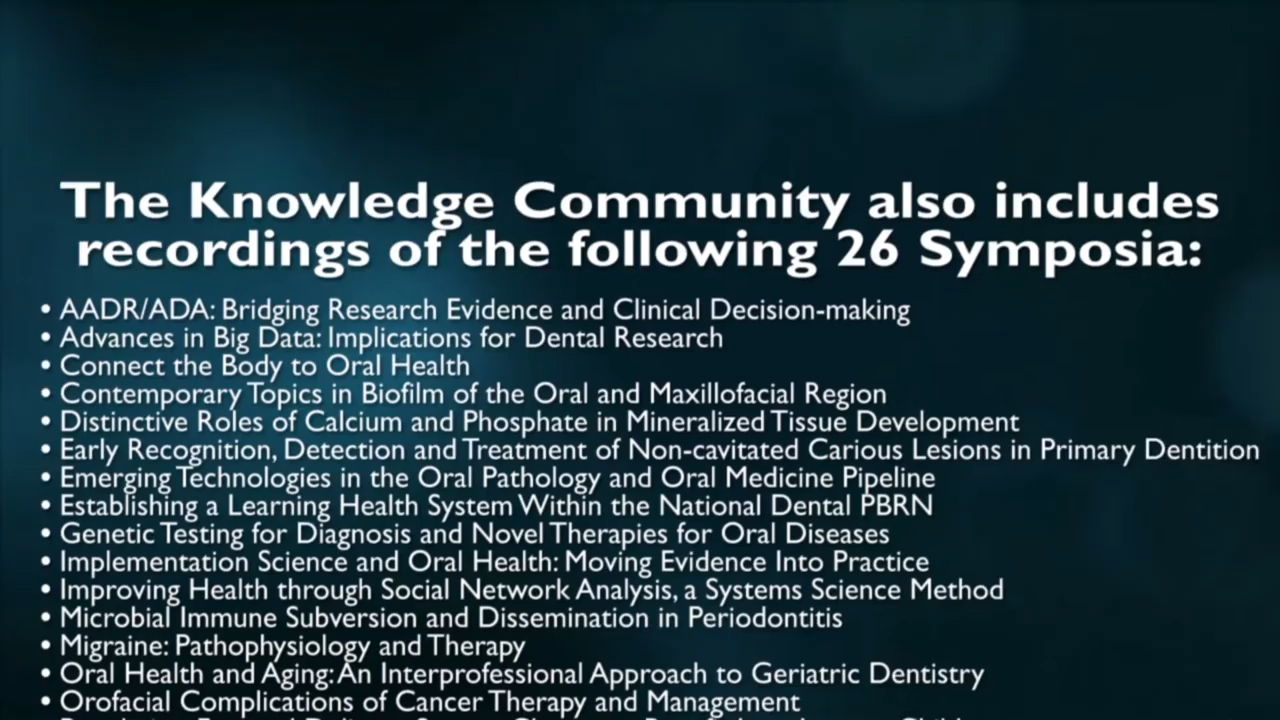 The Knowledge Community also includes
recordings of the following 26 Symposia:
• AADR/ADA: Bridging Research Evidence and Clinical Decision-making
• Advances in Big Data: Implications for Dental Research
• Connect the Body to Oral Health
• Contemporary Topics in Biofilm of the Oral and Maxillofacial Region
• Distinctive Roles of Calcium and Phosphate in Mineralized Tissue Development
• Early Recognition, Detection and Treatment of Non-cavitated Carious Lesions in Primary Dentition
• Emerging Technologies in the Oral Pathology and Oral Medicine Pipeline
• Establishing a Learning Health System Within the National Dental PBRN
• Genetic Testing for Diagnosis and Novel Therapies for Oral Diseases
• Implementation Science and Oral Health: Moving Evidence Into Practice
• Improving Health through Social Network Analysis, a Systems Science Method
• Microbial Immune Subversion and Dissemination in Periodontitis
• Migraine: Pathophysiology and Therapy
• Oral Health and Aging: An Interprofessional Approach to Geriatric Dentistry
• Orofacial Complications of Cancer Therapy and Management